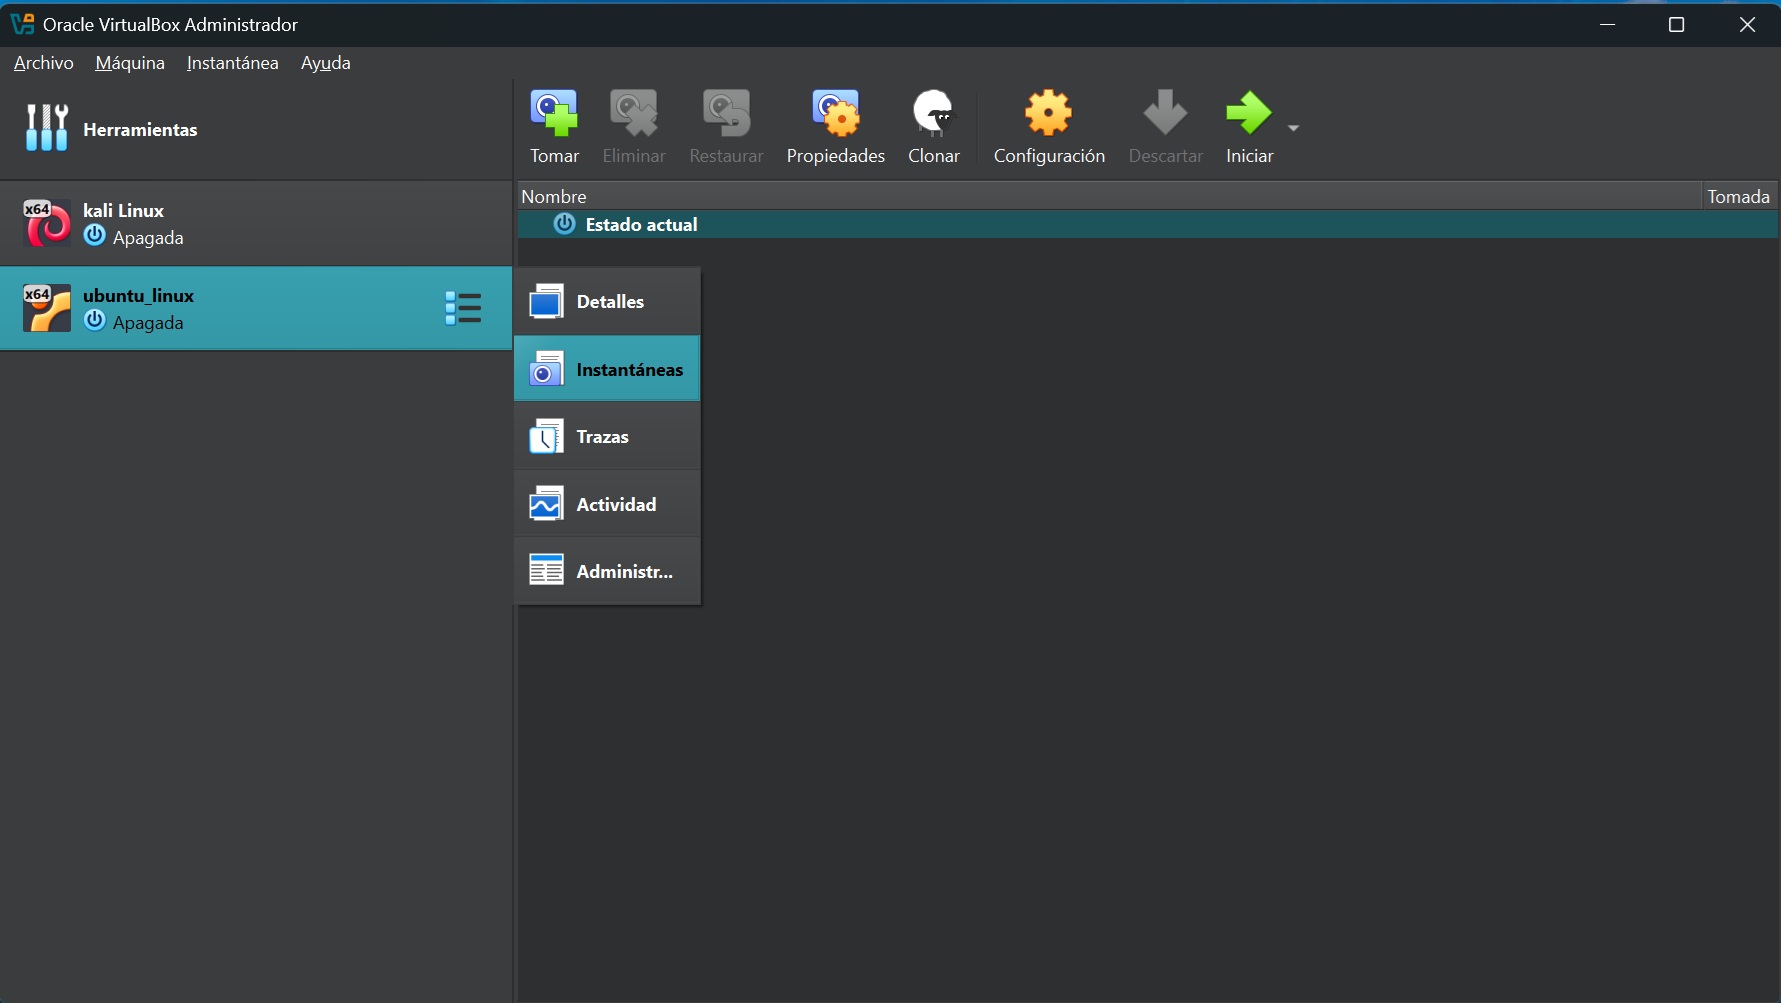 Oracle VirtualBox Administrador
Archivo Máquina Instantánea Ayuda
Herramientas
Tomar Eliminar Restaurar Propiedades Clonar Configuración Descartar Iniciar
Nombre Tomada
Estado actual
x64 kali Linux
Apagada
x64 ubuntu_linux
Apagada
Detalles
Instantáneas
Trazas
Actividad
Administr...